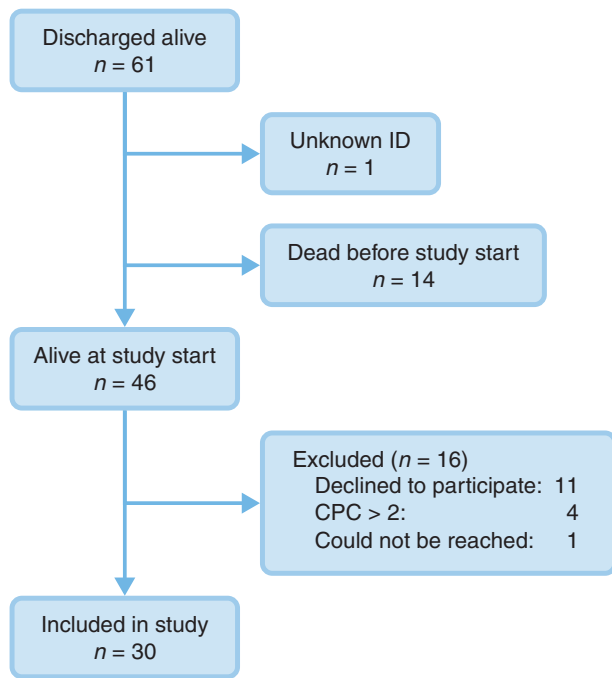 Discharged alive
n = 61
Unknown ID
n = 1
Dead before study start
n = 14
Alive at study start
n = 46
Excluded (n = 16)
Declined to participate: 11
CPC > 2: 4
Could not be reached: 1
Included in study
n = 30